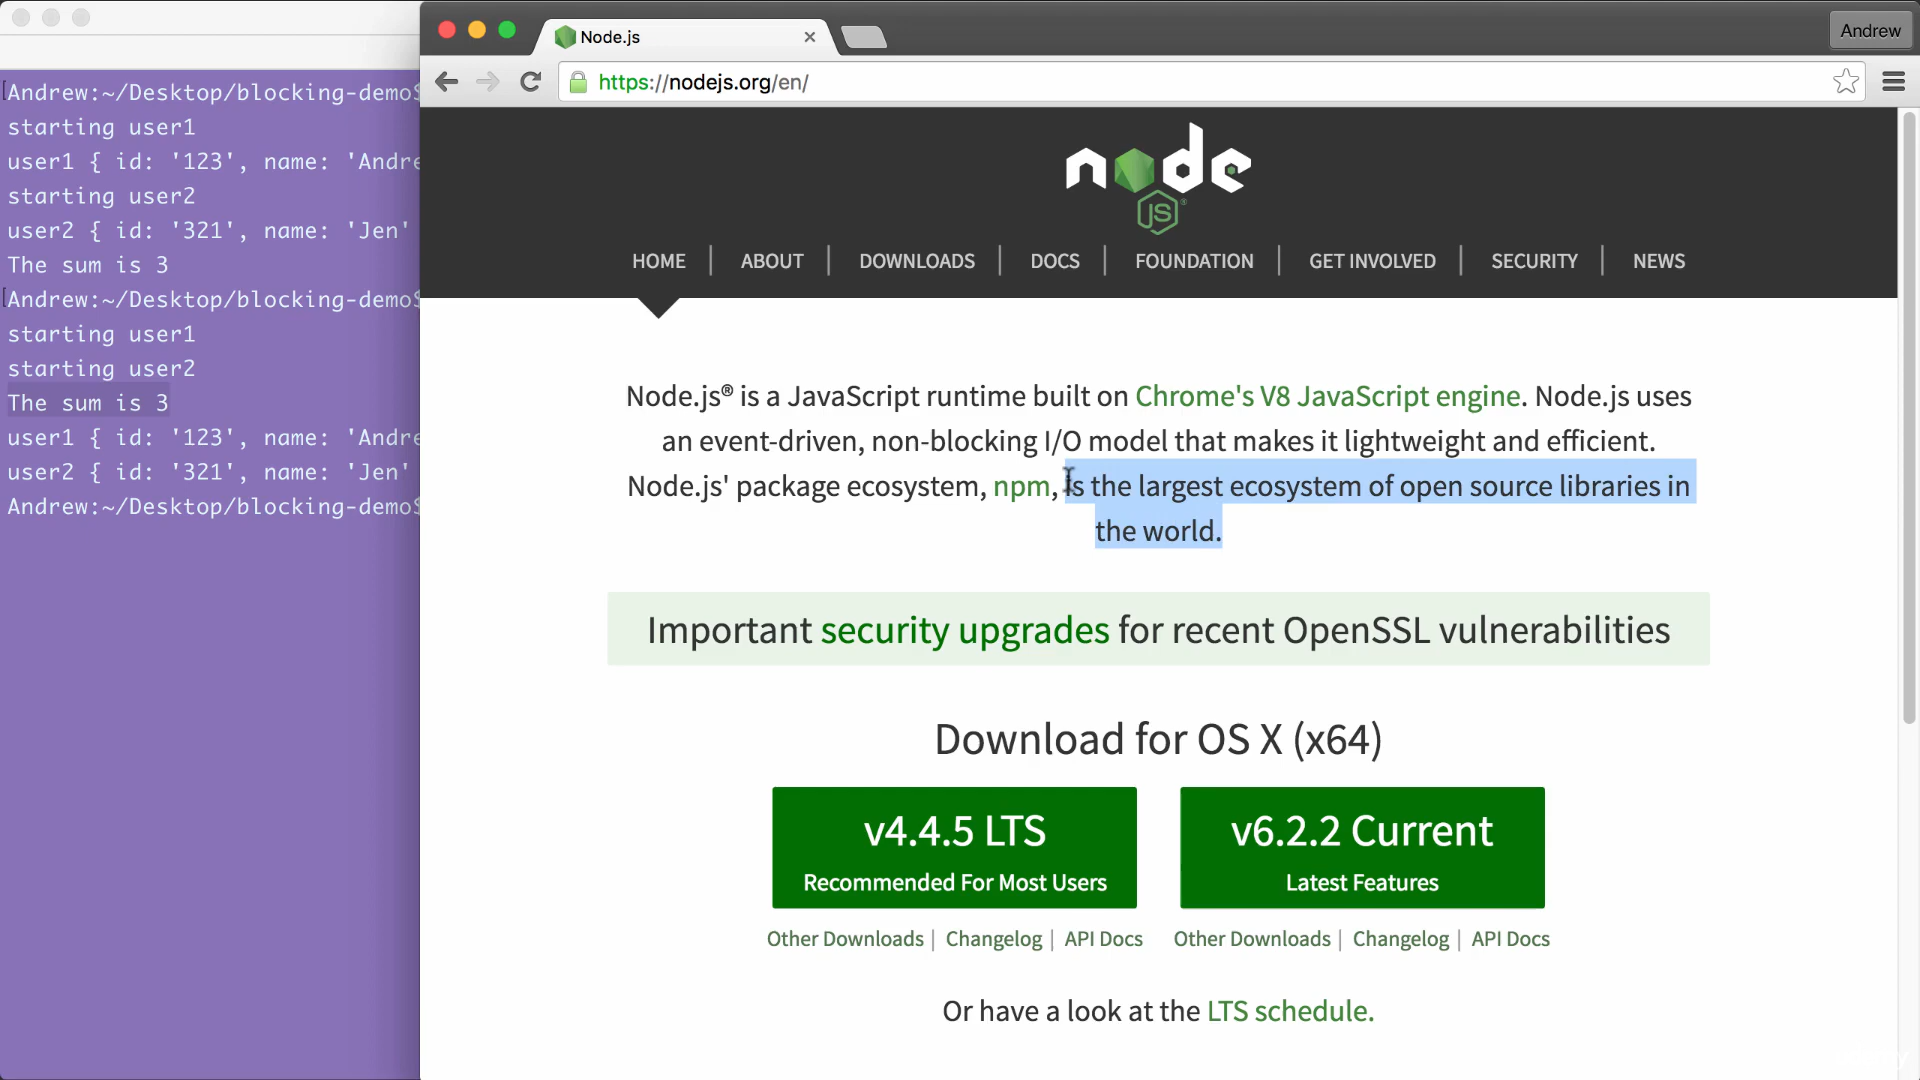 Andrew:~/Desktop/blocking-demo$
starting user1
user1 { id: '123', name: 'Andre
starting user2
user2 { id: '321', name: 'Jen'
The sum is 3
Andrew:~/Desktop/blocking-demo$
starting user1
starting user2
The sum is 3
user1 { id: '123', name: 'Andre
user2 { id: '321', name: 'Jen'
Andrew:~/Desktop/blocking-demo$
Node.js
Andrew
https://nodejs.org/en/
node
JS®
HOME | ABOUT | DOWNLOADS | DOCS | FOUNDATION | GET INVOLVED | SECURITY | NEWS
Node.js® is a JavaScript runtime built on Chrome's V8 JavaScript engine. Node.js uses
an event-driven, non-blocking I/O model that makes it lightweight and efficient.
Node.js' package ecosystem, npm, is the largest ecosystem of open source libraries in
the world.
Important security upgrades for recent OpenSSL vulnerabilities
Download for OS X (x64)
v4.4.5 LTS
Recommended For Most Users
v6.2.2 Current
Latest Features
Other Downloads | Changelog | API Docs
Other Downloads | Changelog | API Docs
Or have a look at the LTS schedule.